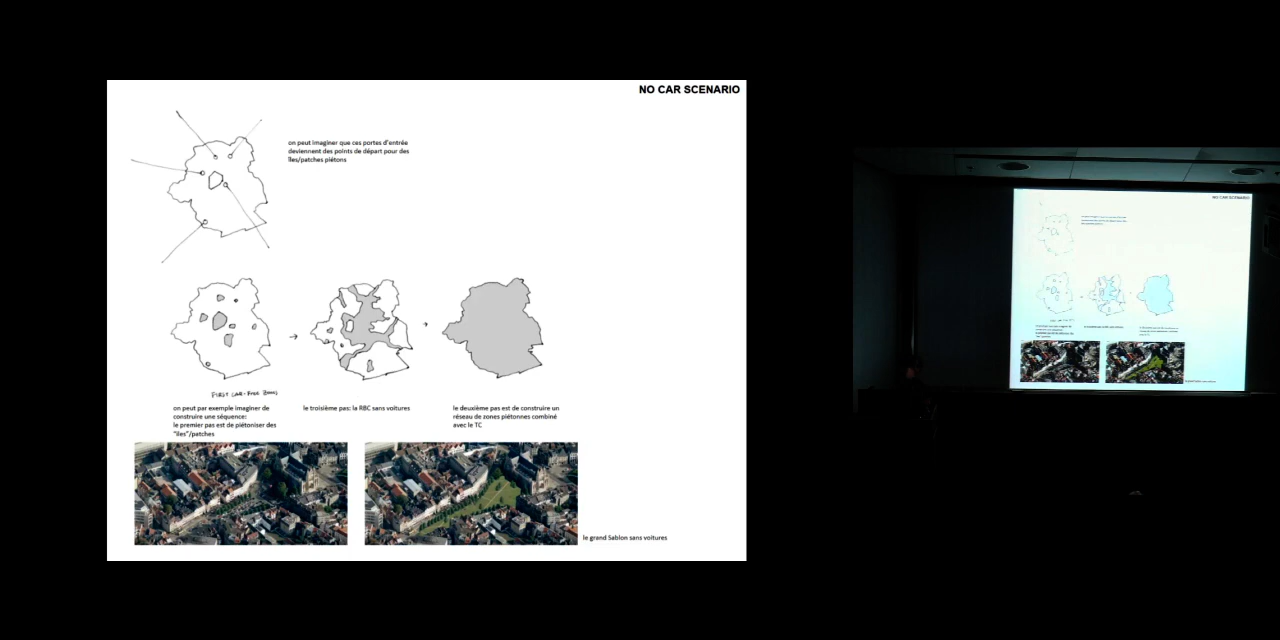 NO CAR SCENARIO
on peut imaginer que ces portes d'entrée
deviennent des points de départ pour des
îles/patches piétons
FIRST CAR-FREE ZONES
on peut par exemple imaginer de
construire une séquence:
le premier pas est de piétoniser des
"îles"/patches
le troisième pas: la RBC sans voitures
le deuxième pas est de construire un
réseau de zones piétonnes combiné
avec le TC
le grand Sablon sans voitures
NO CAR SCENARIO